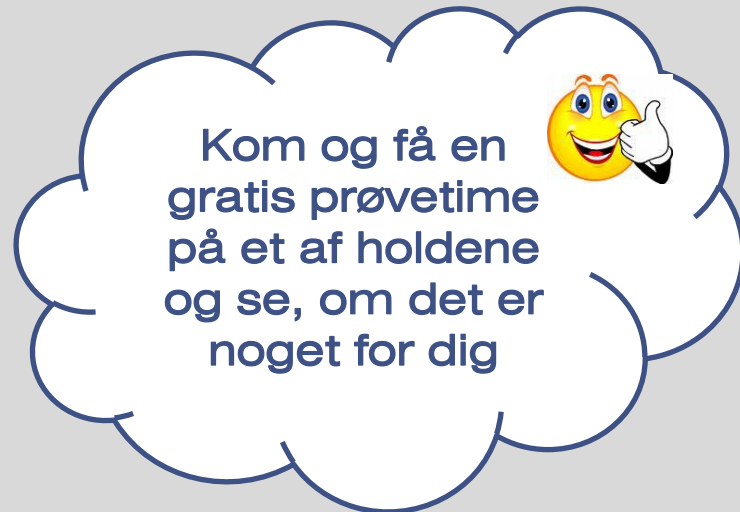 Kom og få en
gratis prøvetime
på et af holdene
og se, om det er
noget for dig